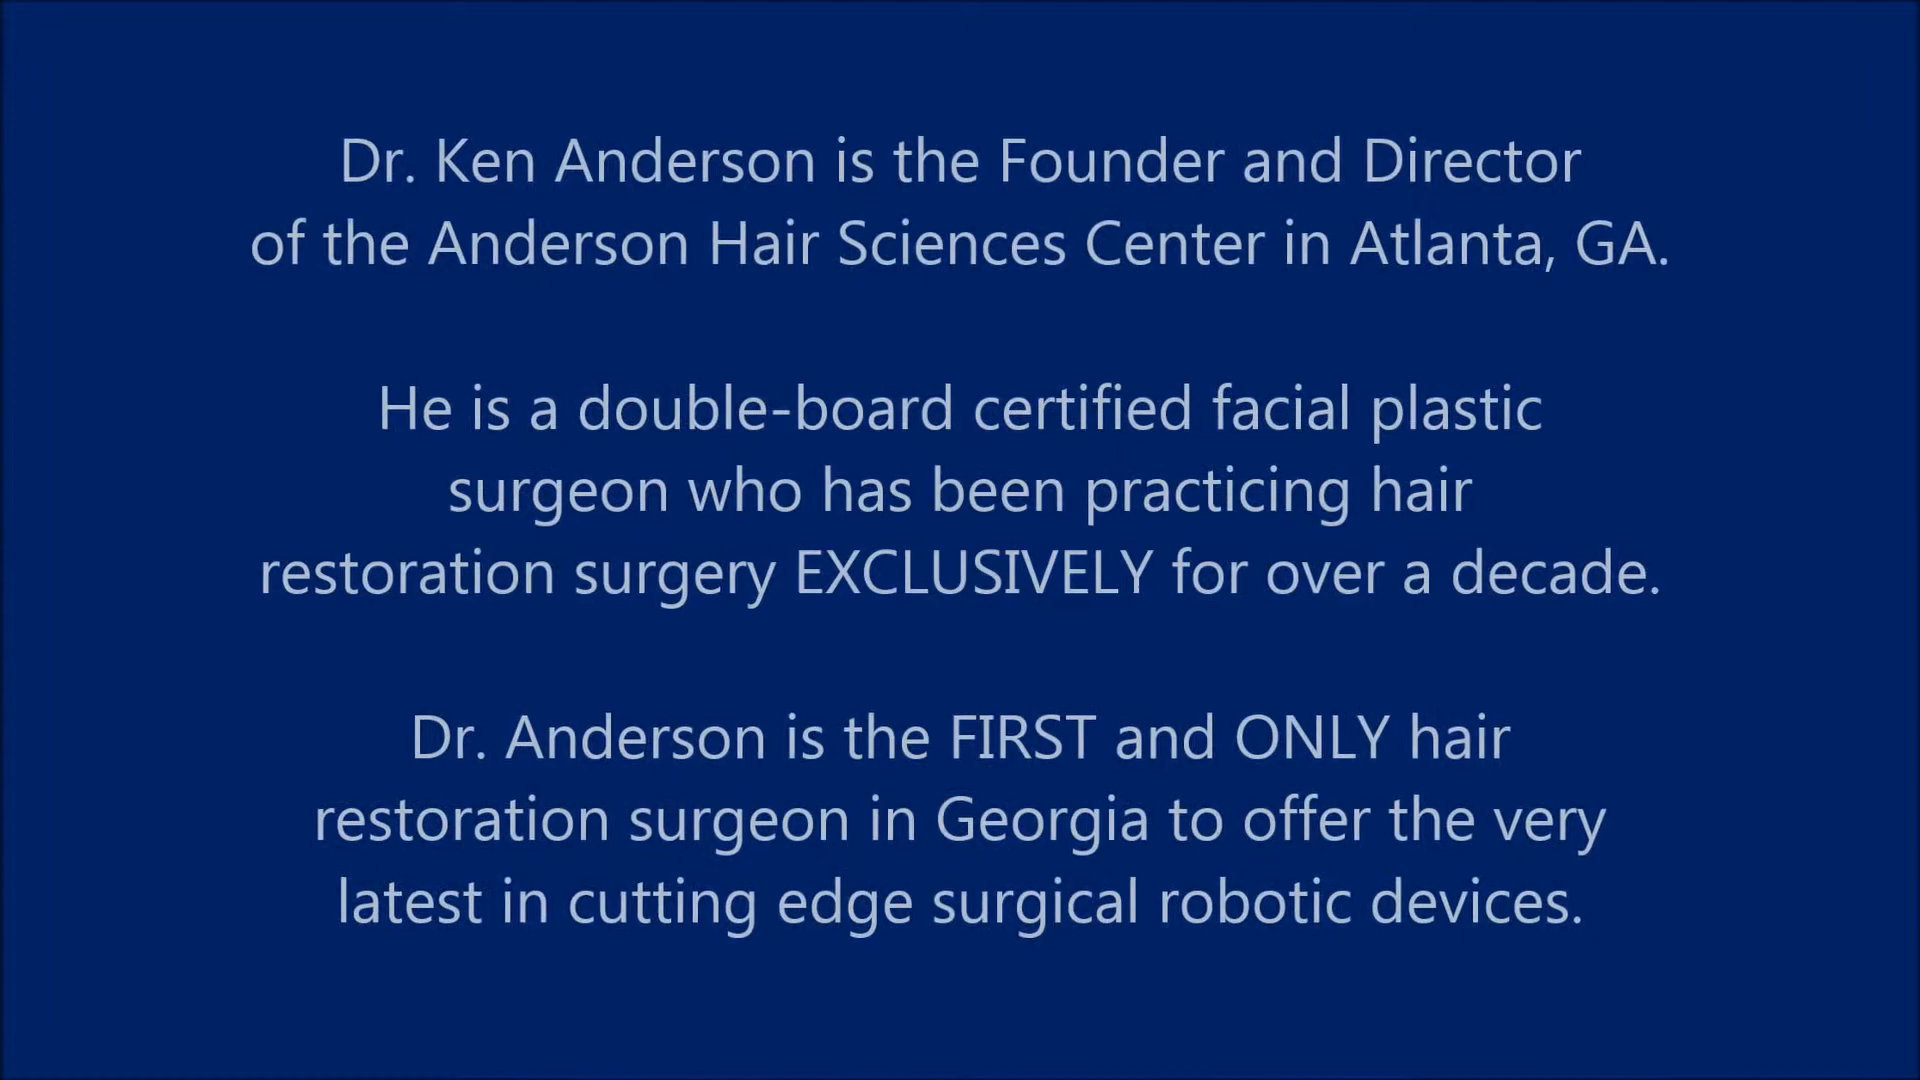 Dr. Ken Anderson is the Founder and Director
of the Anderson Hair Sciences Center in Atlanta, GA.
He is a double-board certified facial plastic
surgeon who has been practicing hair
restoration surgery EXCLUSIVELY for over a decade.
Dr. Anderson is the FIRST and ONLY hair
restoration surgeon in Georgia to offer the very
latest in cutting edge surgical robotic devices.